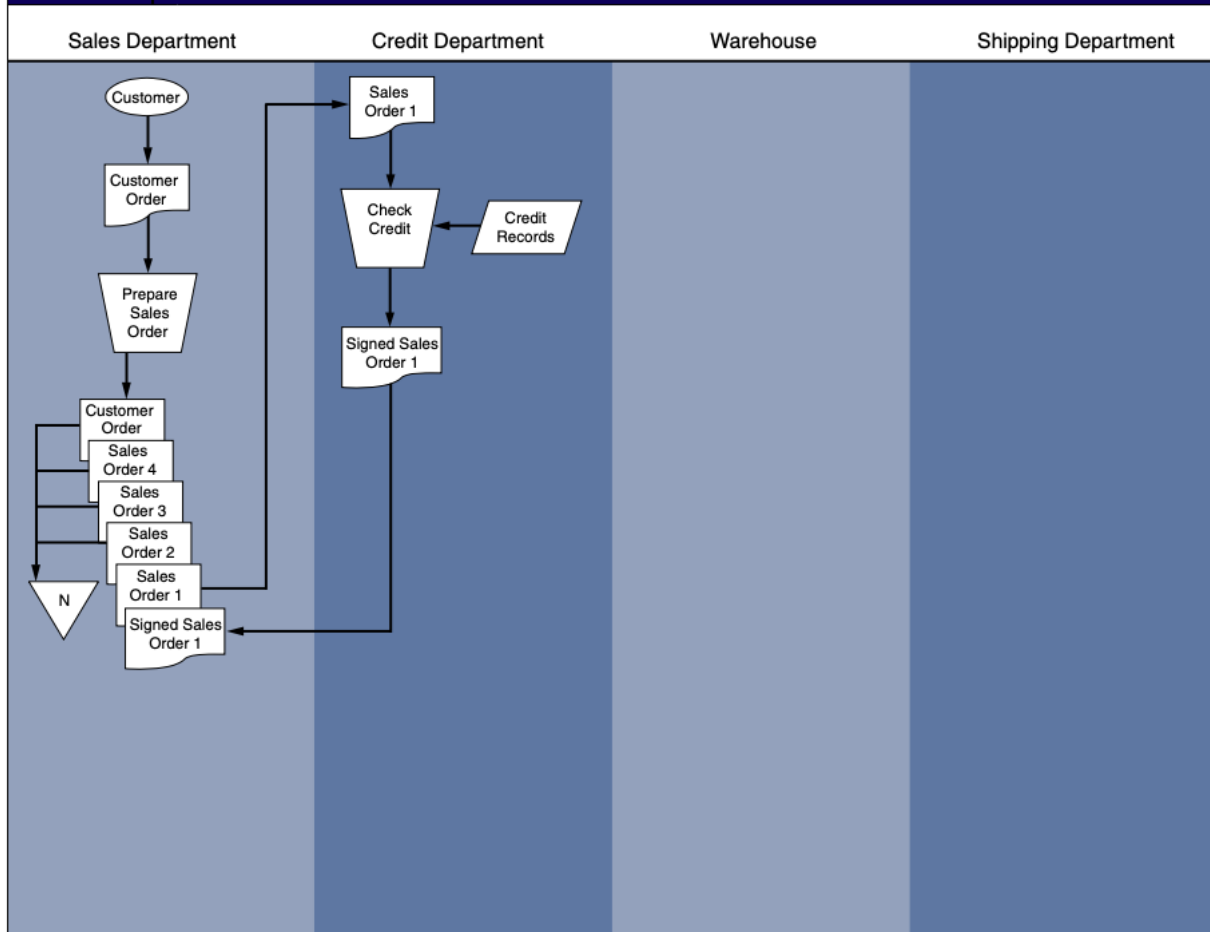 Sales Department
Credit Department
Warehouse
Shipping Department
Customer
Customer
Order
Prepare
Sales
Order
Customer
Order
Sales
Order 4
Sales
Order 3
Sales
Order 2
Sales
Order 1
N
Signed Sales
Order 1
Sales
Order 1
Check
Credit
Credit
Records
Signed Sales
Order 1